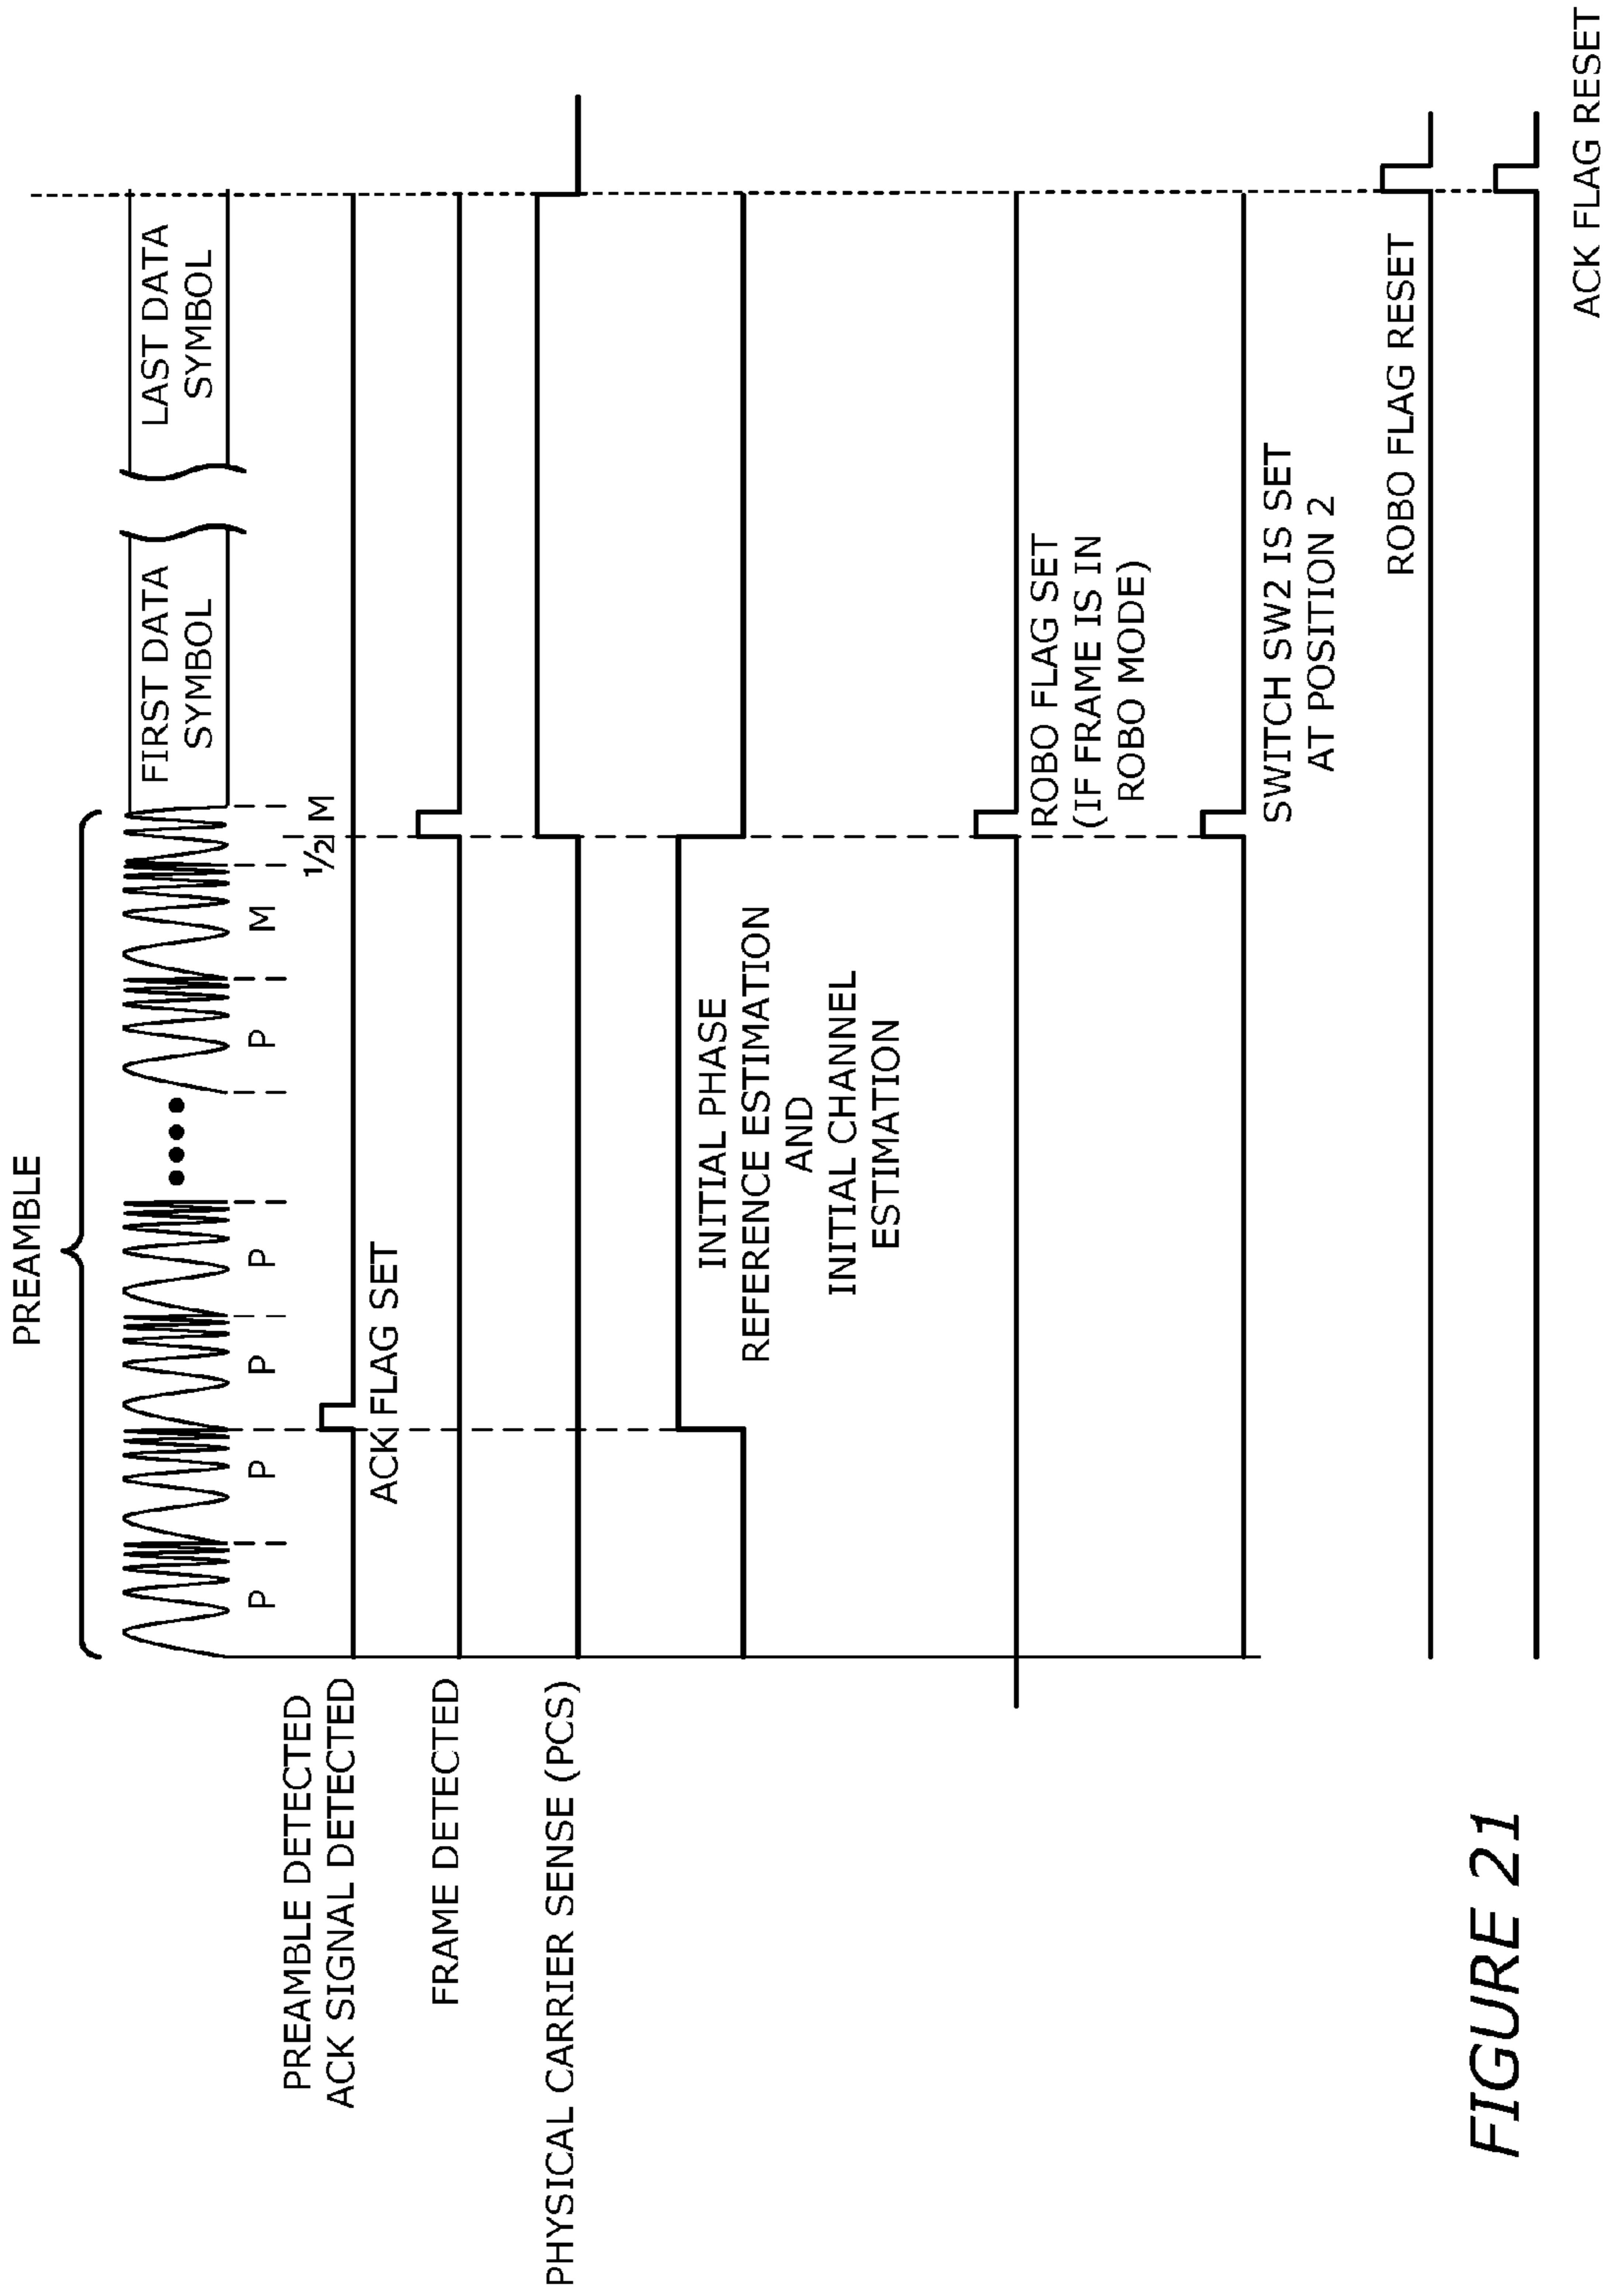 PREAMBLE
FIRST DATA
SYMBOL
LAST DATA
SYMBOL
P P P P P M ½ M
PREAMBLE DETECTED
ACK SIGNAL DETECTED
ACK FLAG SET
FRAME DETECTED
PHYSICAL CARRIER SENSE (PCS)
INITIAL PHASE
REFERENCE ESTIMATION
AND
INITIAL CHANNEL
ESTIMATION
ROBO FLAG SET
(IF FRAME IS IN
ROBO MODE)
SWITCH SW2 IS SET
AT POSITION 2
ROBO FLAG RESET
ACK FLAG RESET
FIGURE 21